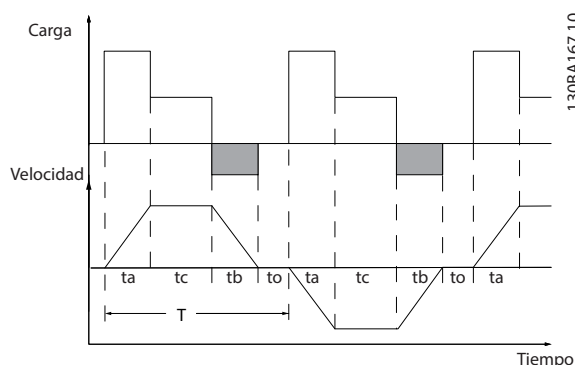 Carga
130BA167.10
Velocidad
ta tc tb to ta tc tb to ta
T
Tiempo